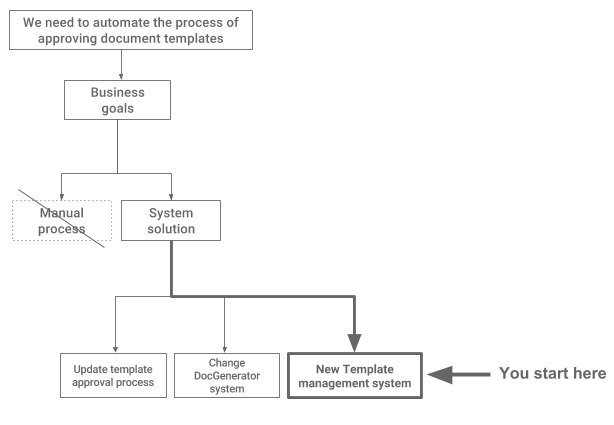 We need to automate the process of
approving document templates
Business
goals
Manual
process
System
solution
Update template
approval process
Change
DocGenerator
system
New Template
management system
You start here